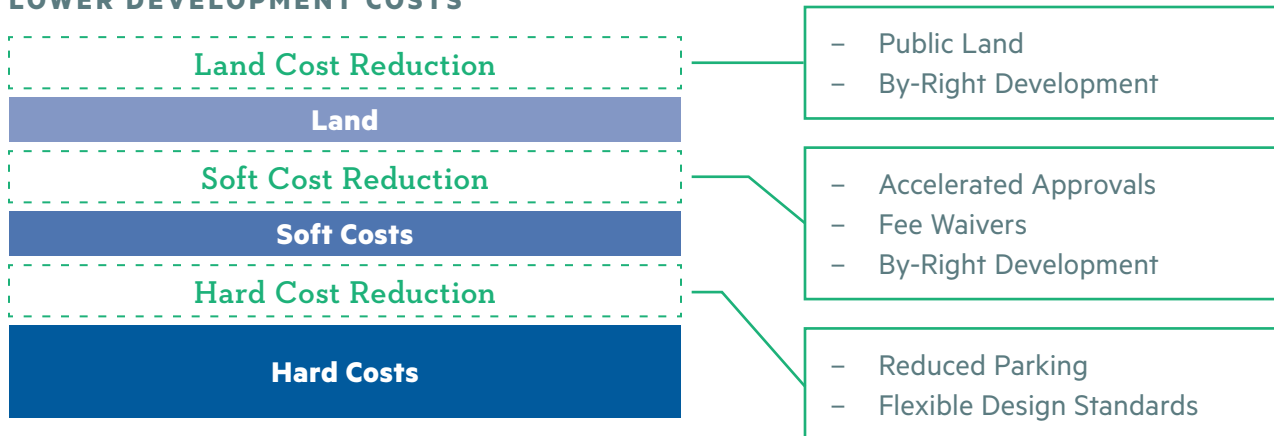 LOWER DEVELOPMENT COSTS
Land Cost Reduction
– Public Land
– By-Right Development
Land
Soft Cost Reduction
– Accelerated Approvals
– Fee Waivers
– By-Right Development
Soft Costs
Hard Cost Reduction
– Reduced Parking
– Flexible Design Standards
Hard Costs